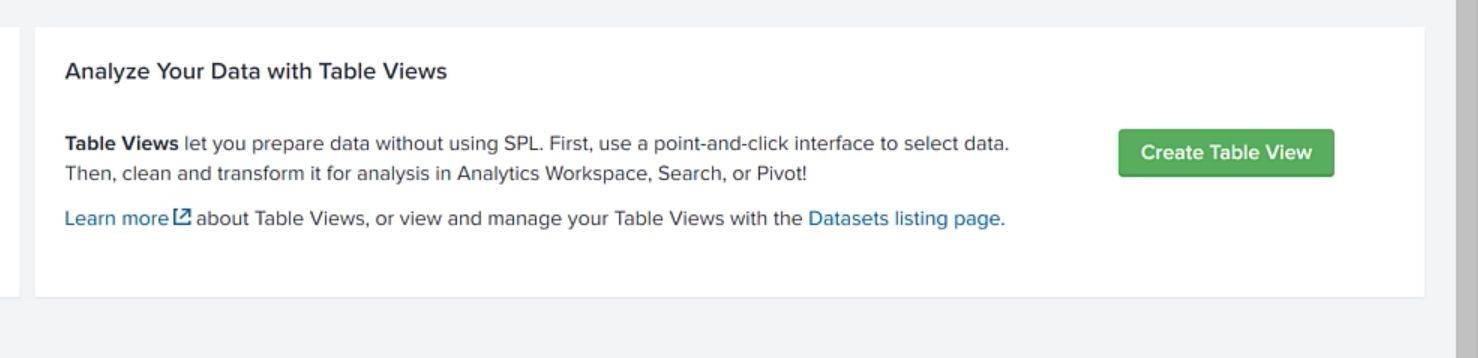 Analyze Your Data with Table Views
Table Views let you prepare data without using SPL. First, use a point-and-click interface to select data.
Then, clean and transform it for analysis in Analytics Workspace, Search, or Pivot!
Create Table View
Learn more about Table Views, or view and manage your Table Views with the Datasets listing page.